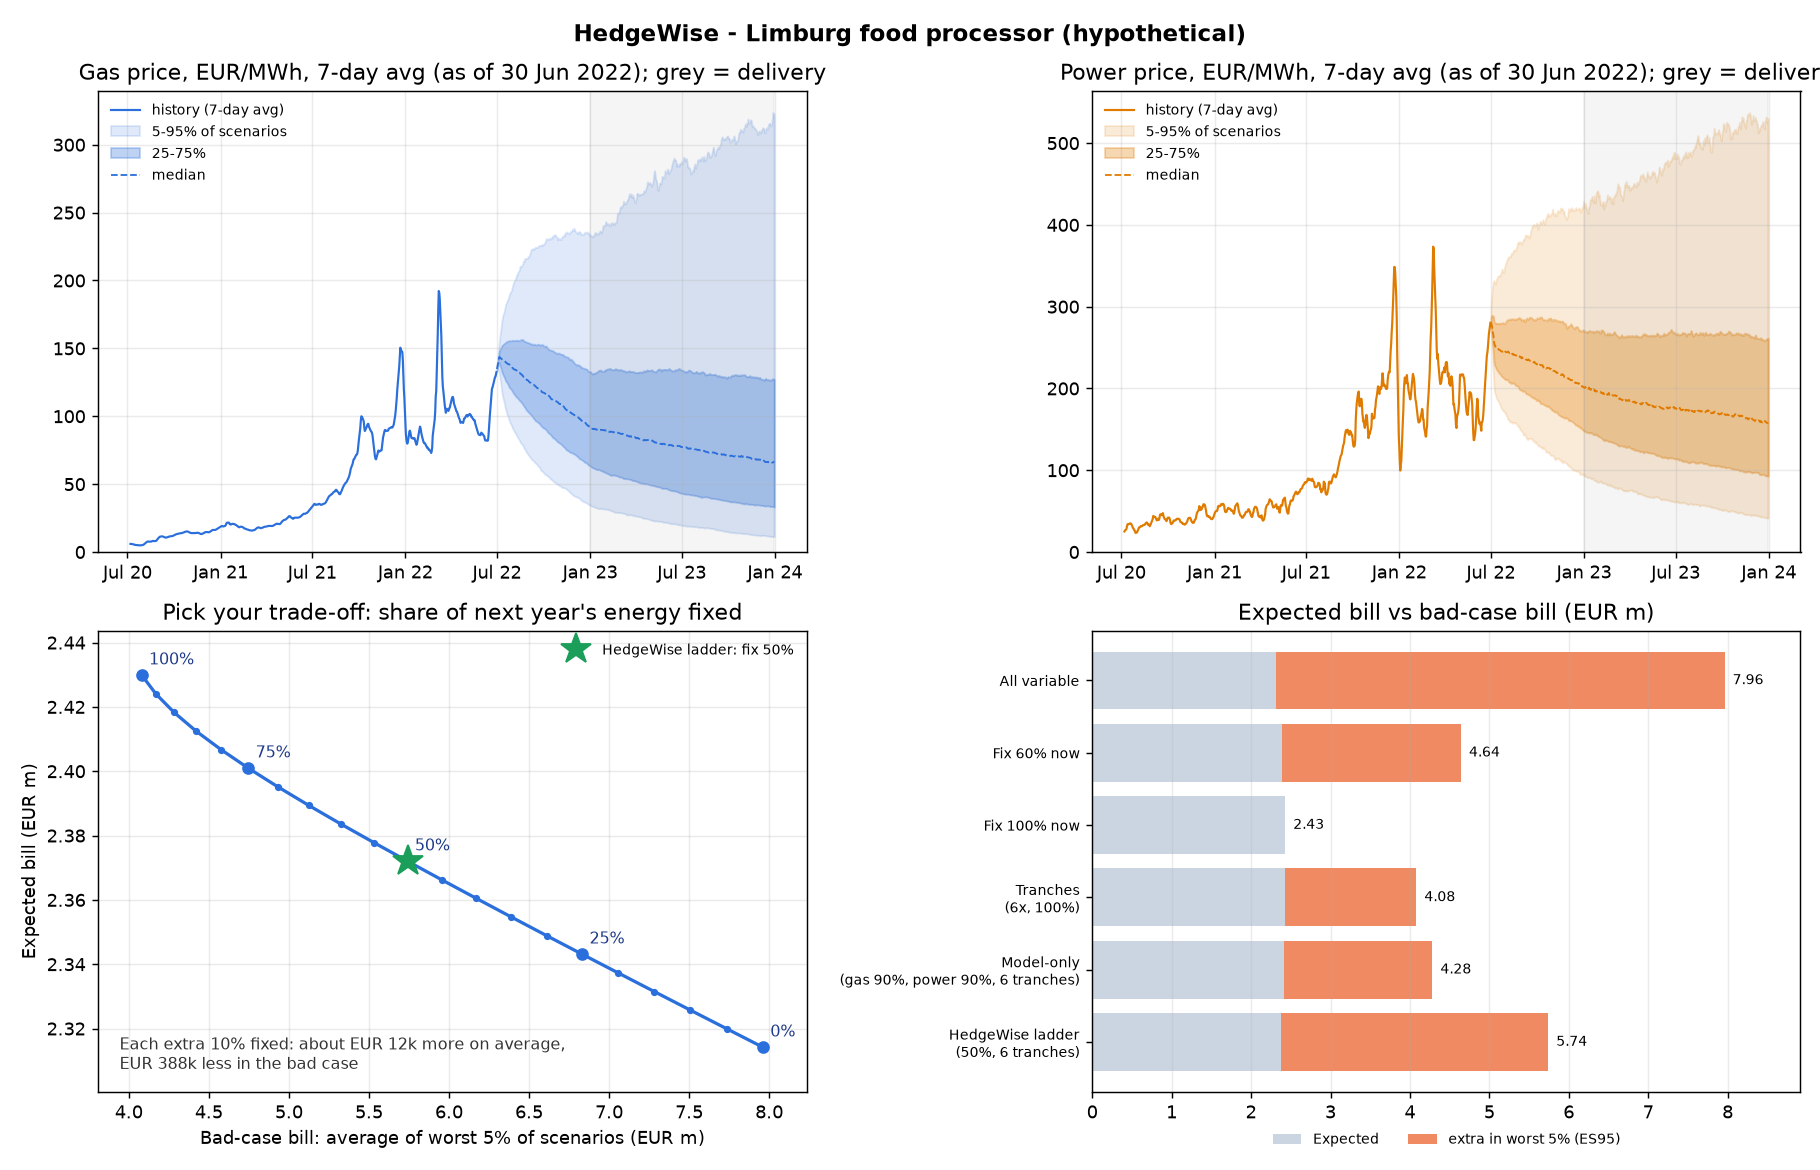 HedgeWise - Limburg food processor (hypothetical)
Gas price, EUR/MWh, 7-day avg (as of 30 Jun 2022); grey = delivery
history (7-day avg)
5-95% of scenarios
25-75%
median
300
250
200
150
100
50
0
Jul 20
Jan 21
Jul 21
Jan 22
Jul 22
Jan 23
Jul 23
Jan 24
Power price, EUR/MWh, 7-day avg (as of 30 Jun 2022); grey = deliver
history (7-day avg)
5-95% of scenarios
25-75%
median
500
400
300
200
100
0
Jul 20
Jan 21
Jul 21
Jan 22
Jul 22
Jan 23
Jul 23
Jan 24
Pick your trade-off: share of next year's energy fixed
HedgeWise ladder: fix 50%
100%
75%
50%
25%
0%
Each extra 10% fixed: about EUR 12k more on average,
EUR 388k less in the bad case
Expected bill (EUR m)
2.44
2.42
2.40
2.38
2.36
2.34
2.32
4.0
4.5
5.0
5.5
6.0
6.5
7.0
7.5
8.0
Bad-case bill: average of worst 5% of scenarios (EUR m)
Expected bill vs bad-case bill (EUR m)
All variable
7.96
Fix 60% now
4.64
Fix 100% now
2.43
Tranches
(6x, 100%)
4.08
Model-only
(gas 90%, power 90%, 6 tranches)
4.28
HedgeWise ladder
(50%, 6 tranches)
5.74
0
1
2
3
4
5
6
7
8
Expected
extra in worst 5% (ES95)